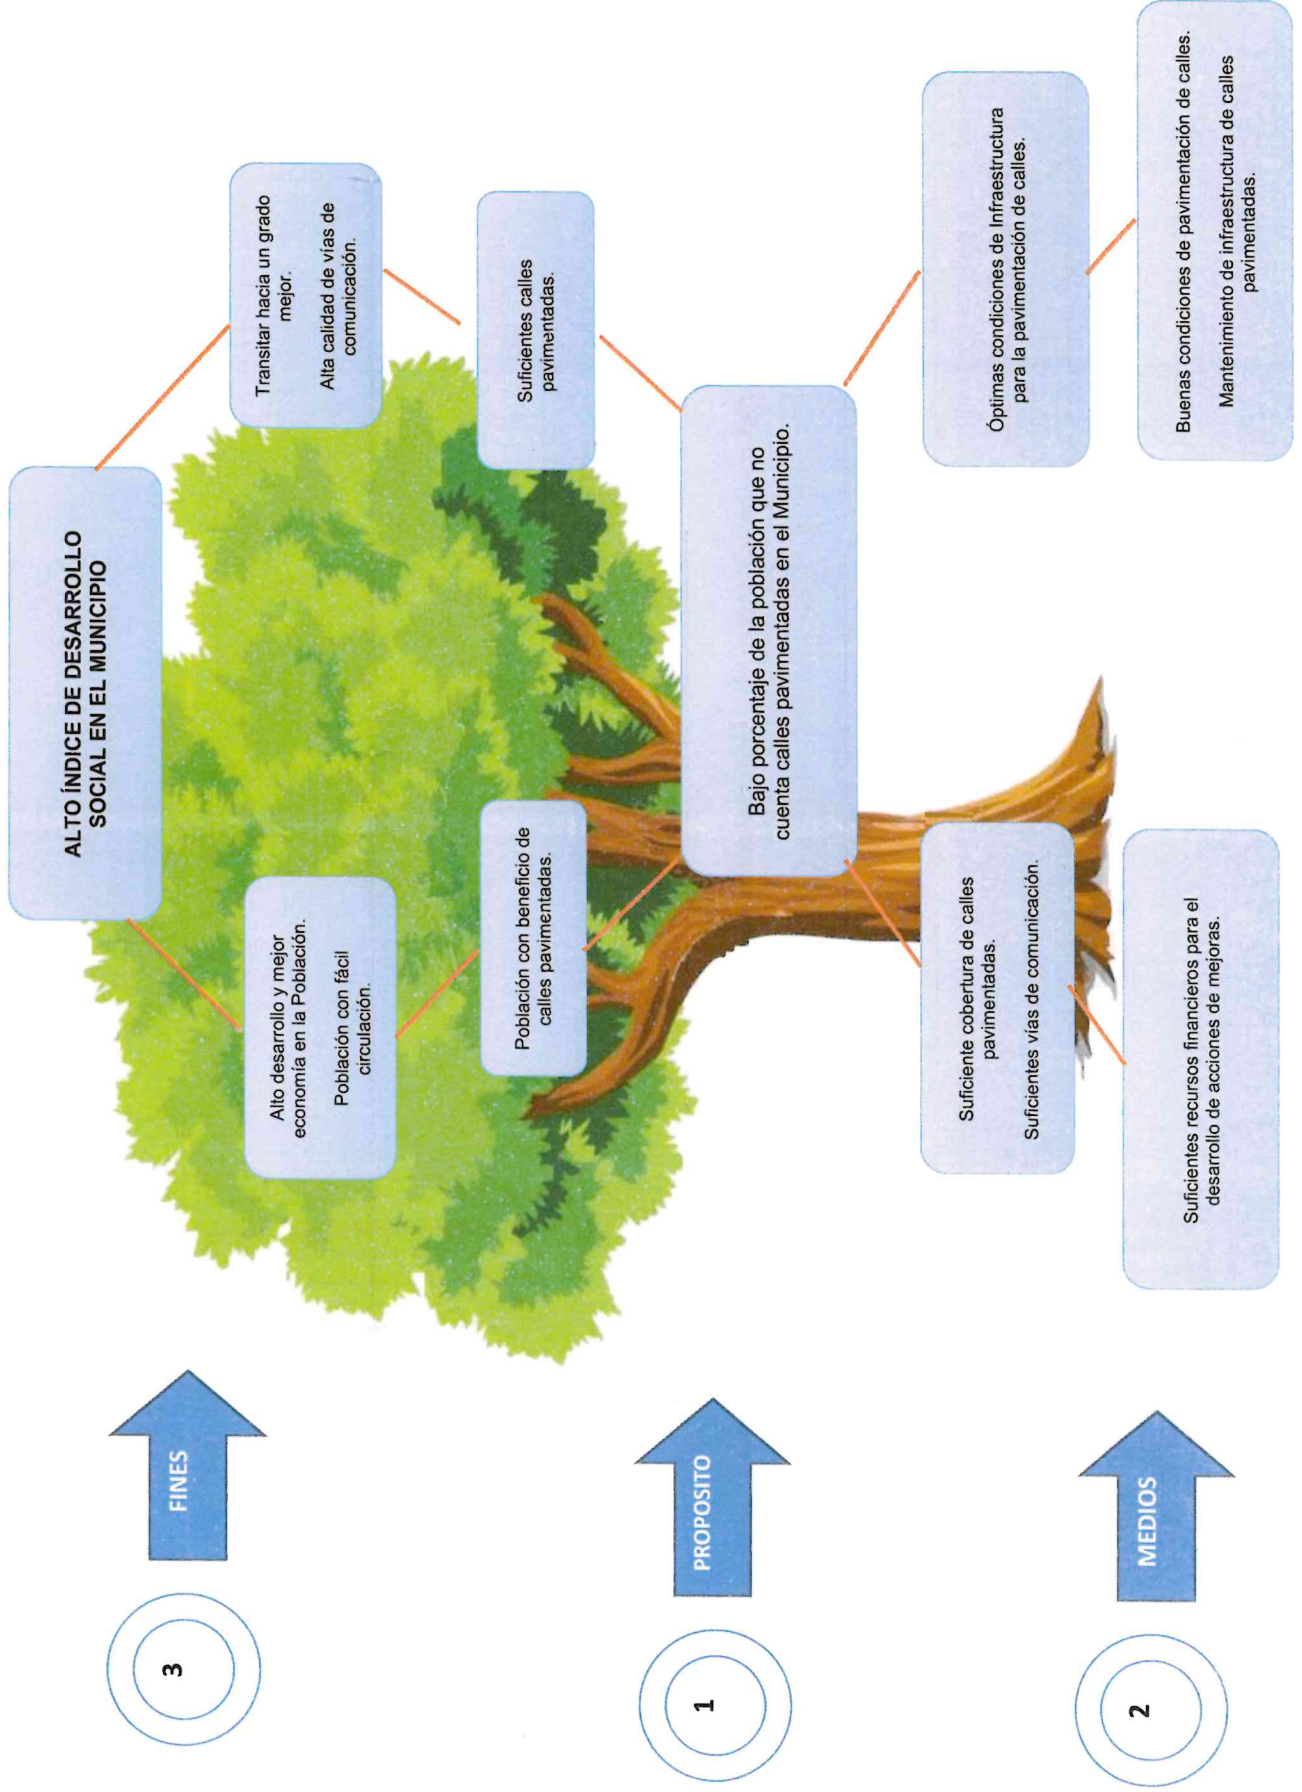 ALTO ÍNDICE DE DESARROLLO
SOCIAL EN EL MUNICIPIO
3
FINES
Alto desarrollo y mejor
economía en la Población.
Población con fácil
circulación.
Transitar hacia un grado
mejor.
Alta calidad de vías de
comunicación.
Población con beneficio de
calles pavimentadas.
Suficientes calles
pavimentadas.
1
PROPOSITO
Bajo porcentaje de la población que no
cuenta calles pavimentadas en el Municipio.
2
MEDIOS
Suficiente cobertura de calles
pavimentadas.
Suficientes vías de comunicación.
Óptimas condiciones de Infraestructura
para la pavimentación de calles.
Suficientes recursos financieros para el
desarrollo de acciones de mejoras.
Buenas condiciones de pavimentación de calles.
Mantenimiento de infraestructura de calles
pavimentadas.